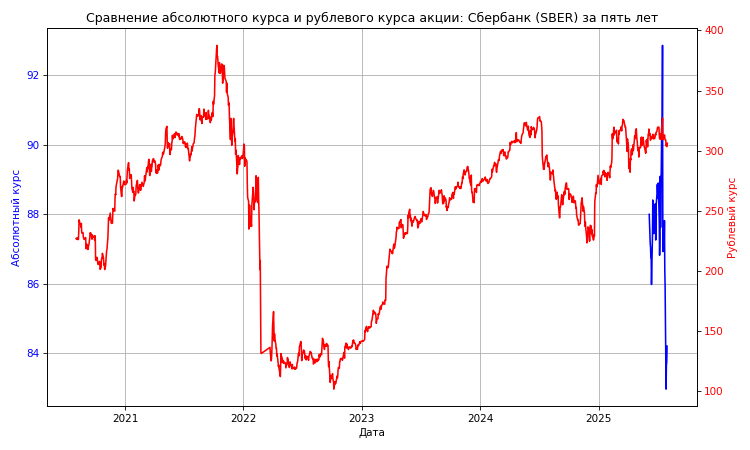 Сравнение абсолютного курса и рублевого курса акции: Сбербанк (SBER) за пять лет
Абсолютный курс
92
90
88
86
84
400
350
300
250
200
150
100
Рублевый курс
2021 2022 2023 2024 2025
Дата